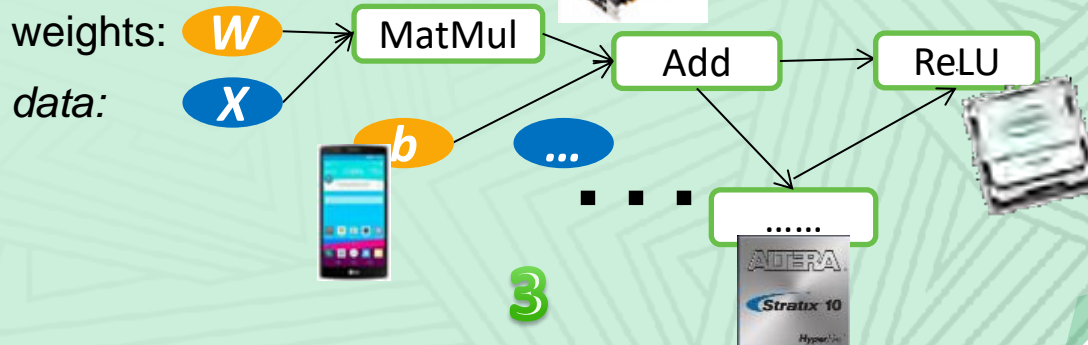 weights: W MatMul
Add ReLU
data: X
b ...
. . .
......
ALTERA
Stratix 10
3